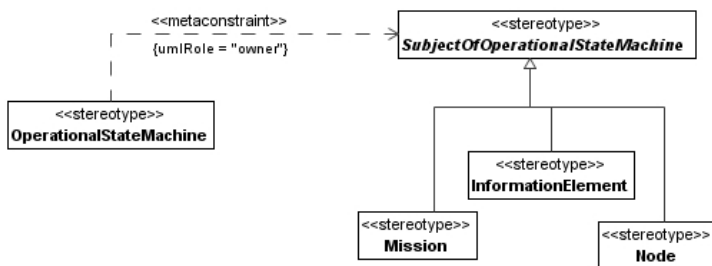 <<metaconstraint>>
{umlRole = "owner"}
<<stereotype>>
SubjectOfOperationalStateMachine
<<stereotype>>
OperationalStateMachine
<<stereotype>>
InformationElement
<<stereotype>>
Mission
<<stereotype>>
Node